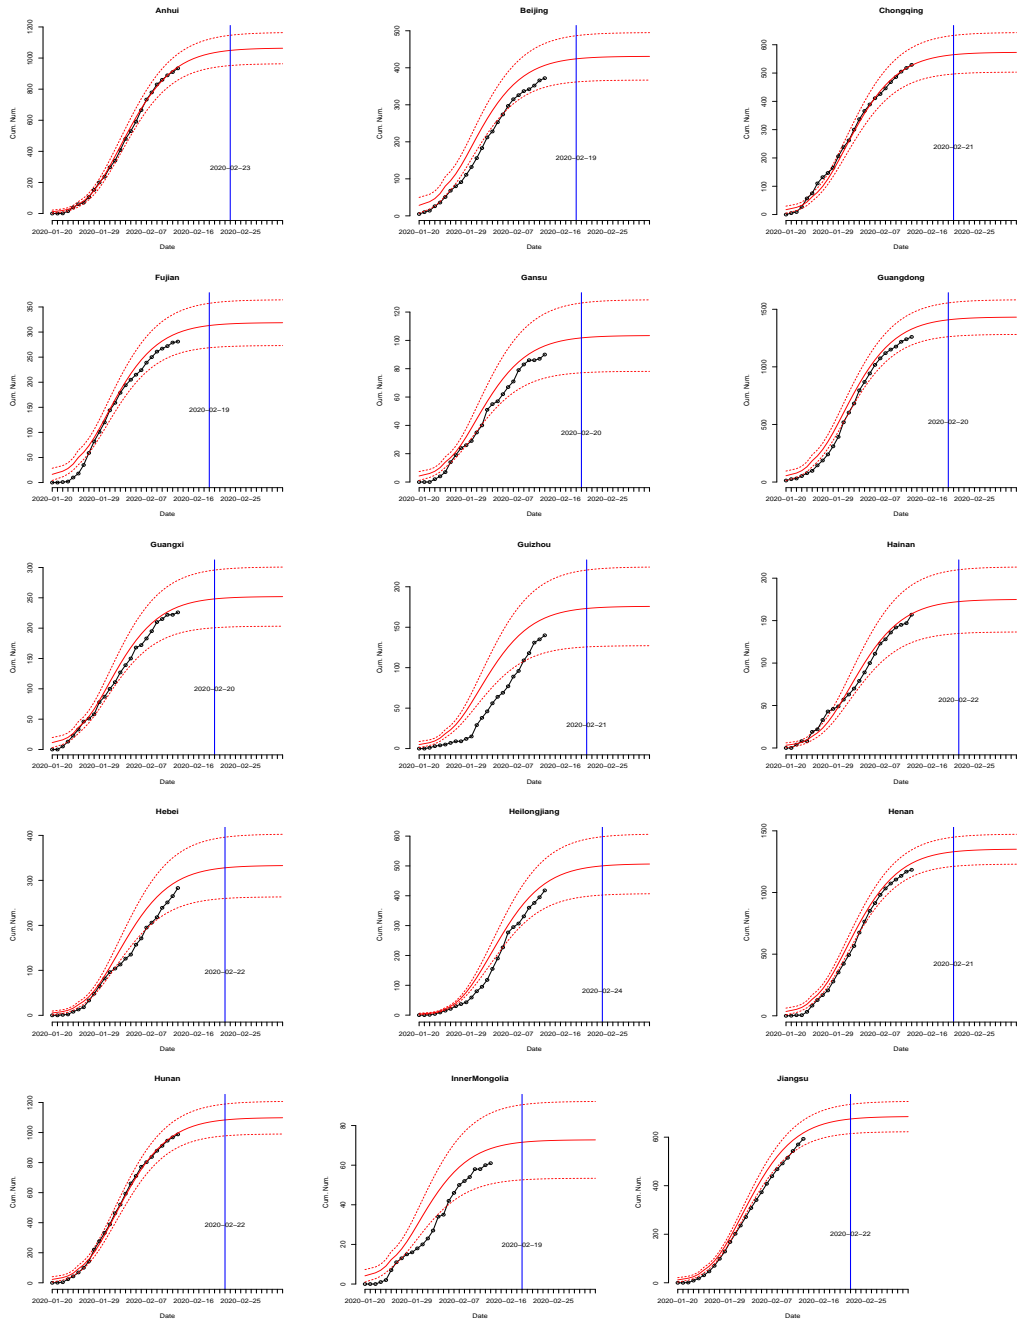 Anhui
Cum. Num.
0 200 400 600 800 1000 1200
2020−02−23
2020−01−20 2020−01−29 2020−02−07 2020−02−16 2020−02−25
Date
Beijing
Cum. Num.
0 100 200 300 400 500
2020−02−19
2020−01−20 2020−01−29 2020−02−07 2020−02−16 2020−02−25
Date
Chongqing
Cum. Num.
0 100 200 300 400 500 600
2020−02−21
2020−01−20 2020−01−29 2020−02−07 2020−02−16 2020−02−25
Date
Fujian
Cum. Num.
0 50 100 150 200 250 300 350
2020−02−19
2020−01−20 2020−01−29 2020−02−07 2020−02−16 2020−02−25
Date
Gansu
Cum. Num.
0 20 40 60 80 100 120
2020−02−20
2020−01−20 2020−01−29 2020−02−07 2020−02−16 2020−02−25
Date
Guangdong
Cum. Num.
0 500 1000 1500
2020−02−20
2020−01−20 2020−01−29 2020−02−07 2020−02−16 2020−02−25
Date
Guangxi
Cum. Num.
0 50 100 150 200 250 300
2020−02−20
2020−01−20 2020−01−29 2020−02−07 2020−02−16 2020−02−25
Date
Guizhou
Cum. Num.
0 50 100 150 200
2020−02−21
2020−01−20 2020−01−29 2020−02−07 2020−02−16 2020−02−25
Date
Hainan
Cum. Num.
0 50 100 150 200
2020−02−22
2020−01−20 2020−01−29 2020−02−07 2020−02−16 2020−02−25
Date
Hebei
Cum. Num.
0 100 200 300 400
2020−02−22
2020−01−20 2020−01−29 2020−02−07 2020−02−16 2020−02−25
Date
Heilongjiang
Cum. Num.
0 100 200 300 400 500 600
2020−02−24
2020−01−20 2020−01−29 2020−02−07 2020−02−16 2020−02−25
Date
Henan
Cum. Num.
0 500 1000 1500
2020−02−21
2020−01−20 2020−01−29 2020−02−07 2020−02−16 2020−02−25
Date
Hunan
Cum. Num.
0 200 400 600 800 1000 1200
2020−02−22
2020−01−20 2020−01−29 2020−02−07 2020−02−16 2020−02−25
Date
InnerMongolia
Cum. Num.
0 20 40 60 80
2020−02−19
2020−01−20 2020−01−29 2020−02−07 2020−02−16 2020−02−25
Date
Jiangsu
Cum. Num.
0 200 400 600
2020−02−22
2020−01−20 2020−01−29 2020−02−07 2020−02−16 2020−02−25
Date